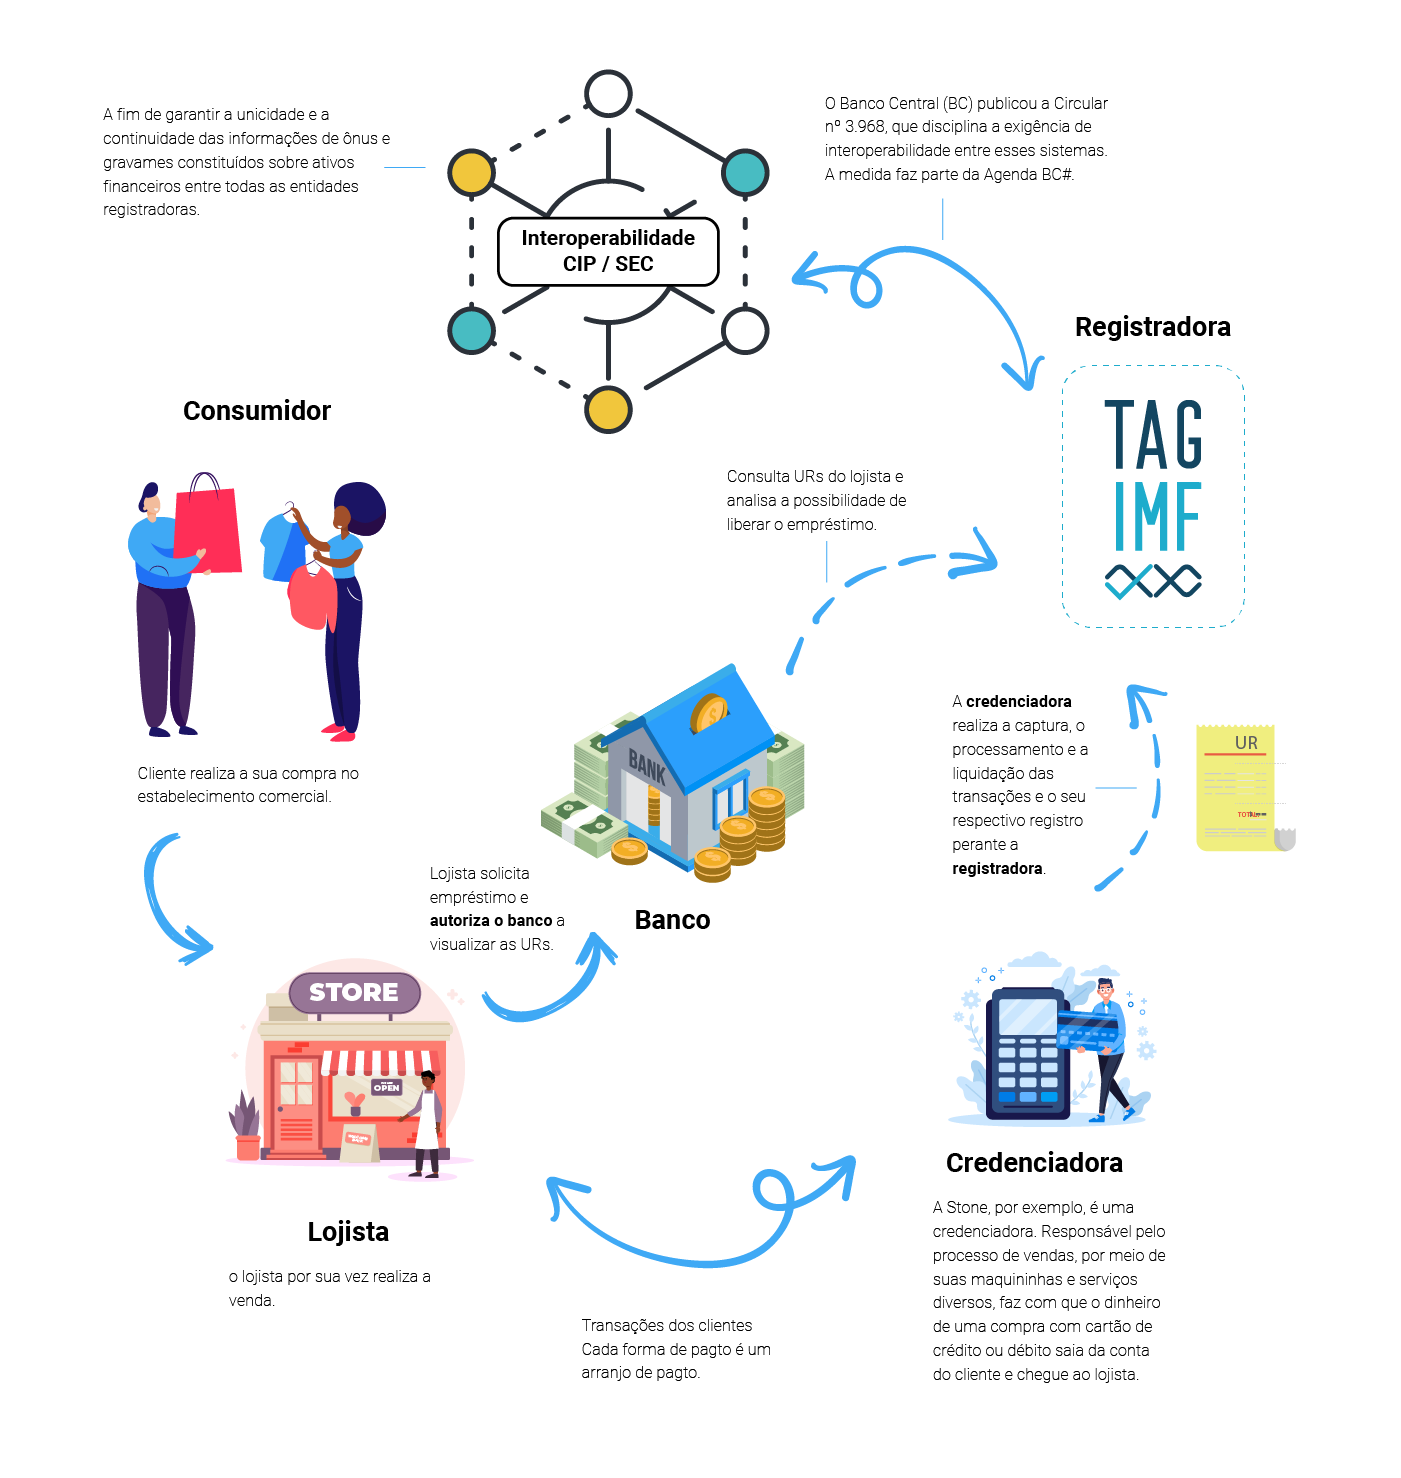 A fim de garantir a unicidade e a
continuidade das informações de ônus e
gravames constituídos sobre ativos
financeiros entre todas as entidades
registradoras.
Interoperabilidade
CIP / SEC
O Banco Central (BC) publicou a Circular
nº 3.968, que disciplina a exigência de
interoperabilidade entre esses sistemas.
A medida faz parte da Agenda BC#.
Registradora
TAG
IMF
Consumidor
Cliente realiza a sua compra no
estabelecimento comercial.
Consulta URs do lojista e
analisa a possibilidade de
liberar o empréstimo.
BANK
Banco
A credenciadora
realiza a captura, o
processamento e a
liquidação das
transações e o seu
respectivo registro
perante a
registradora.
UR
Lojista solicita
empréstimo e
autoriza o banco a
visualizar as URs.
STORE
OPEN
Lojista
o lojista por sua vez realiza a
venda.
Transações dos clientes
Cada forma de pagto é um
arranjo de pagto.
Credenciadora
A Stone, por exemplo, é uma
credenciadora. Responsável pelo
processo de vendas, por meio de
suas maquininhas e serviços
diversos, faz com que o dinheiro
de uma compra com cartão de
crédito ou débito saia da conta
do cliente e chegue ao lojista.